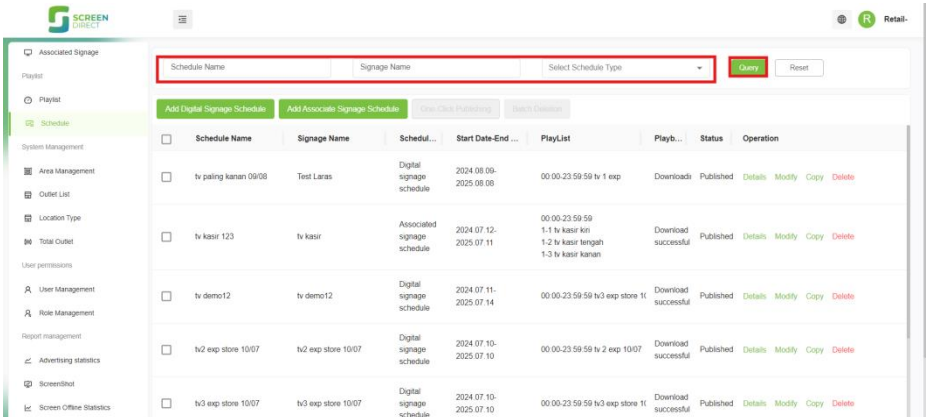 SCREEN
DIRECT
R Retail-
Associated Signage
Playlist
Playlist
Schedule
System Management
Area Management
Outlet List
Location Type
Total Outlet
User permissions
User Management
Role Management
Report management
Advertising statistics
ScreenShot
Screen Offline Statistics
Schedule Name Signage Name Select Schedule Type Query Reset
Add Digital Signage Schedule Add Associate Signage Schedule One Click Publishing Batch Deletion
Schedule Name Signage Name Schedul... Start Date-End ... PlayList Playb... Status Operation
tv paling kanan 09/08 Test Laras Digital signage schedule 2024.08.09-2025.08.08 00:00-23:59:59 tv 1 exp Downloadi Published Details Modify Copy Delete
tv kasir 123 tv kasir Associated signage schedule 2024.07.12-2025.07.11 00:00-23:59:59
1-1 tv kasir kiri
1-2 tv kasir tengah
1-3 tv kasir kanan
Download successful Published Details Modify Copy Delete
tv demo12 tv demo12 Digital signage schedule 2024.07.11-2025.07.14 00:00-23:59:59 tv3 exp store 1( Download successful Published Details Modify Copy Delete
tv2 exp store 10/07 tv2 exp store 10/07 Digital signage schedule 2024.07.10-2025.07.10 00:00-23:59:59 tv 2 exp 10/07 Download successful Published Details Modify Copy Delete
tv3 exp store 10/07 tv3 exp store 10/07 Digital signage schedule 2024.07.10-2025.07.10 00:00-23:59:59 tv3 exp store 1( Download successful Published Details Modify Copy Delete